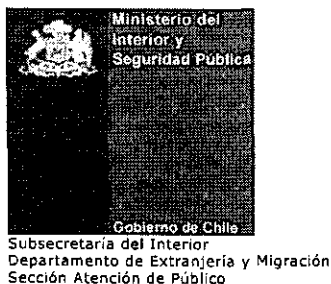 Ministerio del
Interior y
Seguridad Pública
Gobierno de Chile
Subsecretaría del Interior
Departamento de Extranjería y Migración
Sección Atención de Público